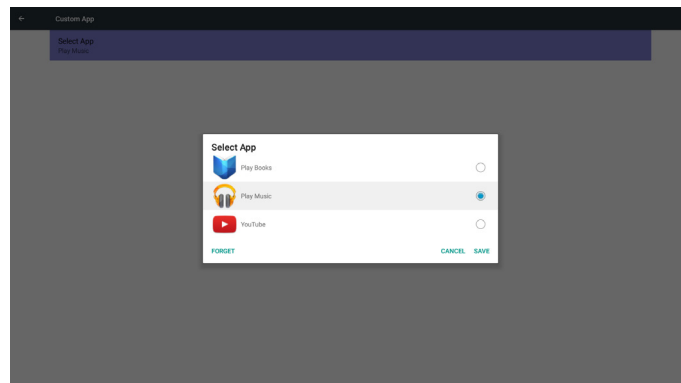 Custom App
Select App
Play Music
Select App
Play Books
Play Music
YouTube
FORGET CANCEL SAVE